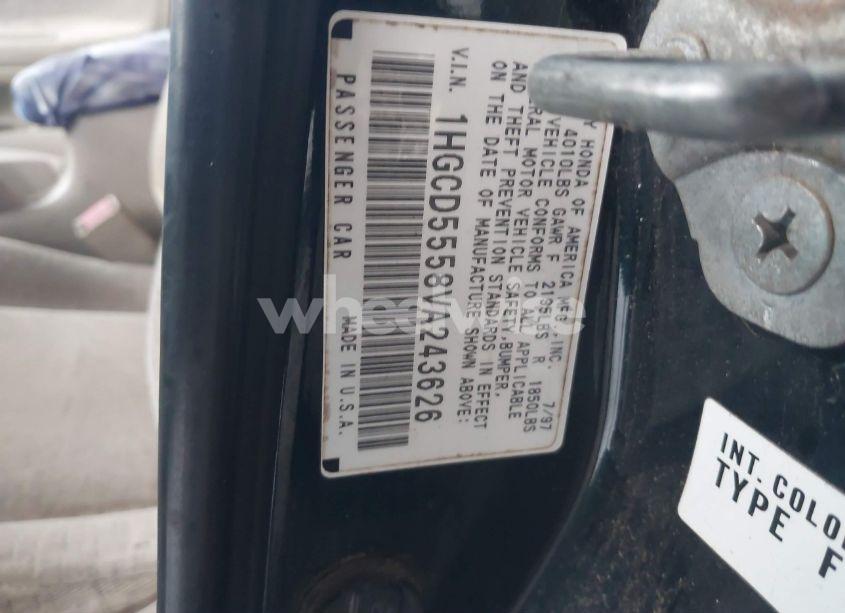 Y HONDA OF AMERICA MFG., INC. 7/97
4010LBS GAWR F 2195LBS R 1850LBS
VEHICLE CONFORMS TO ALL APPLICABLE
RAL MOTOR VEHICLE SAFETY, BUMPER,
AND THEFT PREVENTION STANDARDS IN EFFECT
ON THE DATE OF MANUFACTURE SHOWN ABOVE:
V.I.N. 1HGCD5558VA243626
PASSENGER CAR MADE IN U.S.A.
INT. COLO
TYPE F